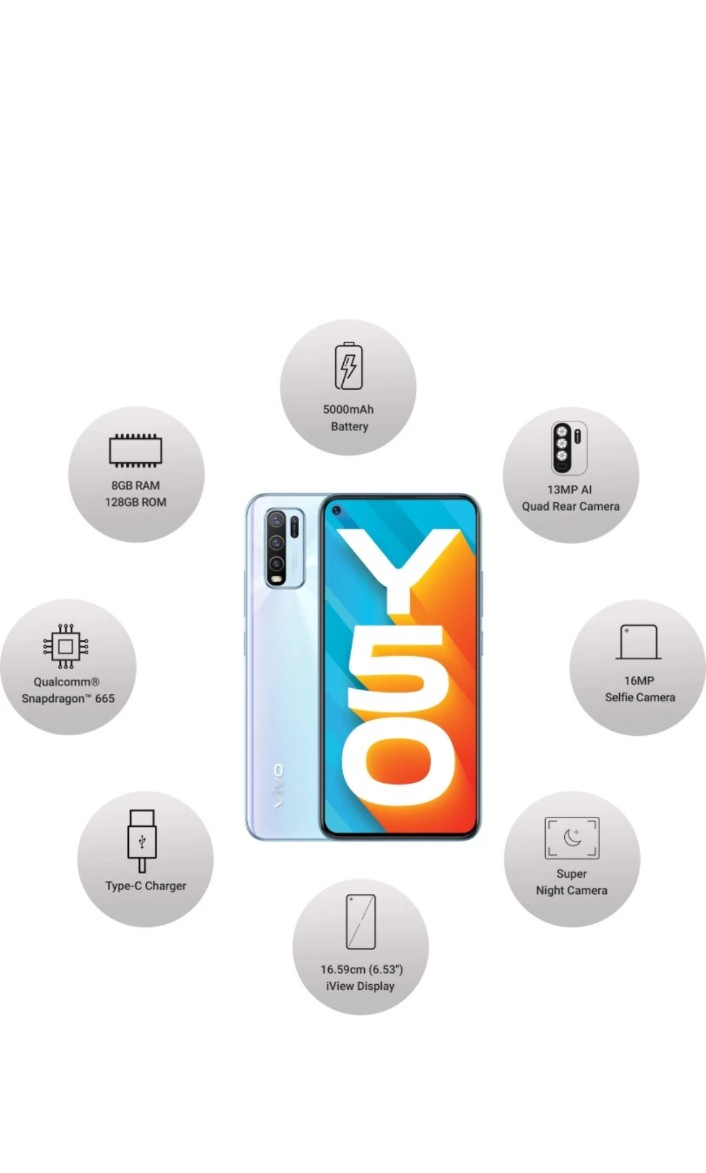 5000mAh
Battery
8GB RAM
128GB ROM
13MP AI
Quad Rear Camera
Y
50
vivo
Qualcomm®
Snapdragon™ 665
16MP
Selfie Camera
Type-C Charger
Super
Night Camera
16.59cm (6.53")
iView Display